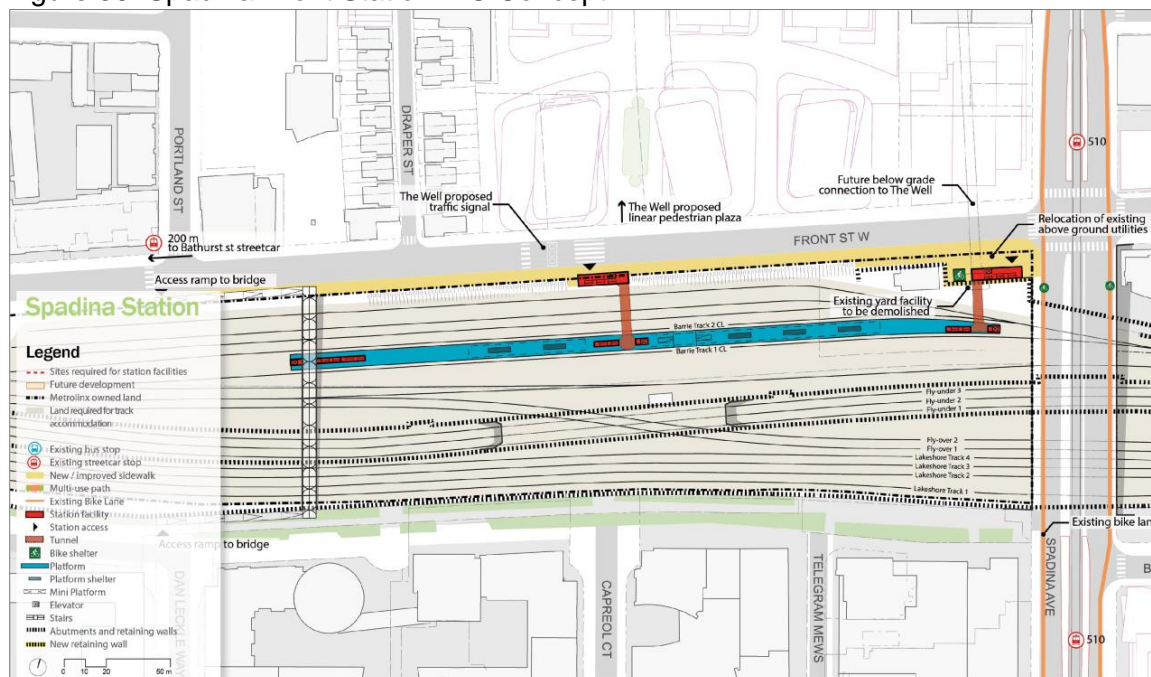 Figure Spadina Front Station Concept
PORTLAND ST
DRAPER ST
510
The Well proposed
traffic signal
The Well proposed
linear pedestrian plaza
Future below grade
connection to The Well
Relocation of existing
above ground utilities
200 m
to Bathurst st streetcar
FRONT ST W
Access ramp to bridge
Existing yard facility
to be demolished
Spadina Station
Barrie Track 2 CL
Barrie Track 1 CL
Legend
Sites required for station facilities
Future development
Metrolinx owned land
Land required for track
accommodation
Existing bus stop
Existing streetcar stop
New / improved sidewalk
Multi-use path
Existing Bike Lane
Station facility
Station access
Tunnel
Bike shelter
Platform
Platform shelter
Mini Platform
Elevator
Stairs
Abutments and retaining walls
New retaining wall
0 10 20 50 m
Fly-under 3
Fly-under 2
Fly-under 1
Fly-over 2
Fly-over 1
Lakeshore Track 4
Lakeshore Track 3
Lakeshore Track 2
Lakeshore Track 1
Access ramp to bridge
DAN LECKIE WAY
CAPREOL CT
TELEGRAM MEWS
SPADINA AVE
Existing bike lan
B
510